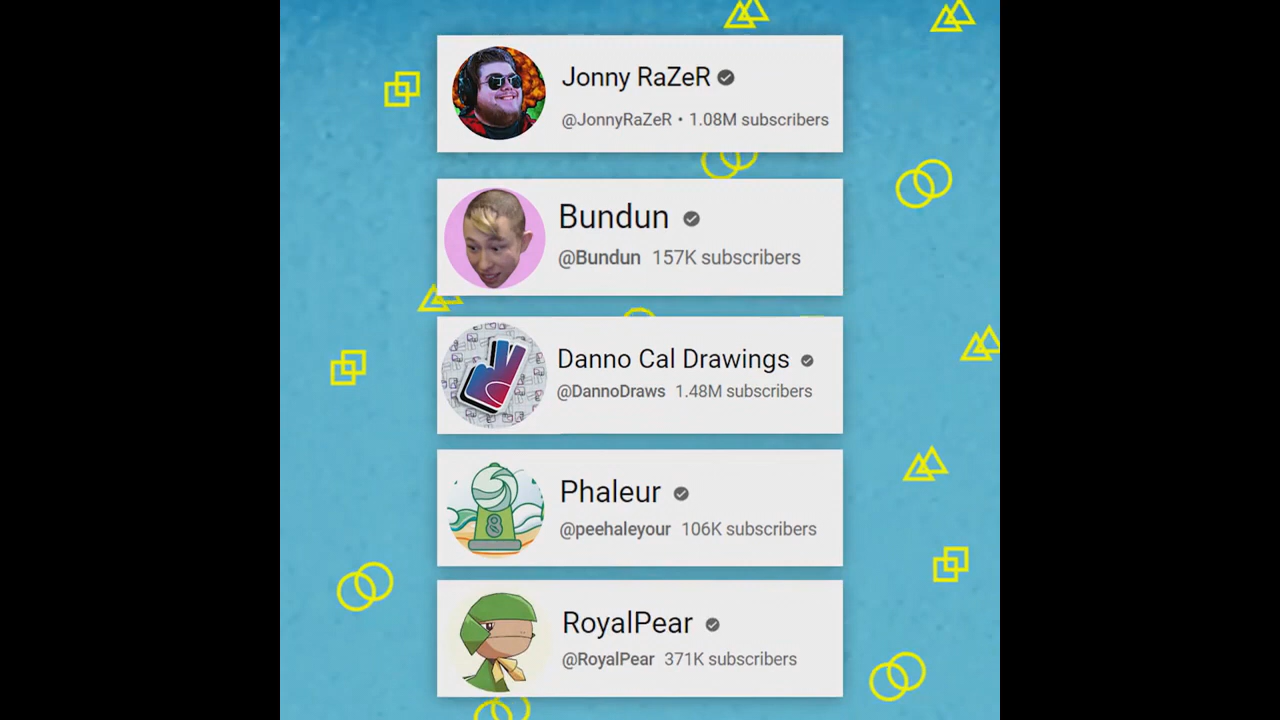 Jonny RaZeR
@JonnyRaZeR • 1.08M subscribers
Bundun
@Bundun 157K subscribers
Danno Cal Drawings
@DannoDraws 1.48M subscribers
Phaleur
@peehaleyour 106K subscribers
RoyalPear
@RoyalPear 371K subscribers